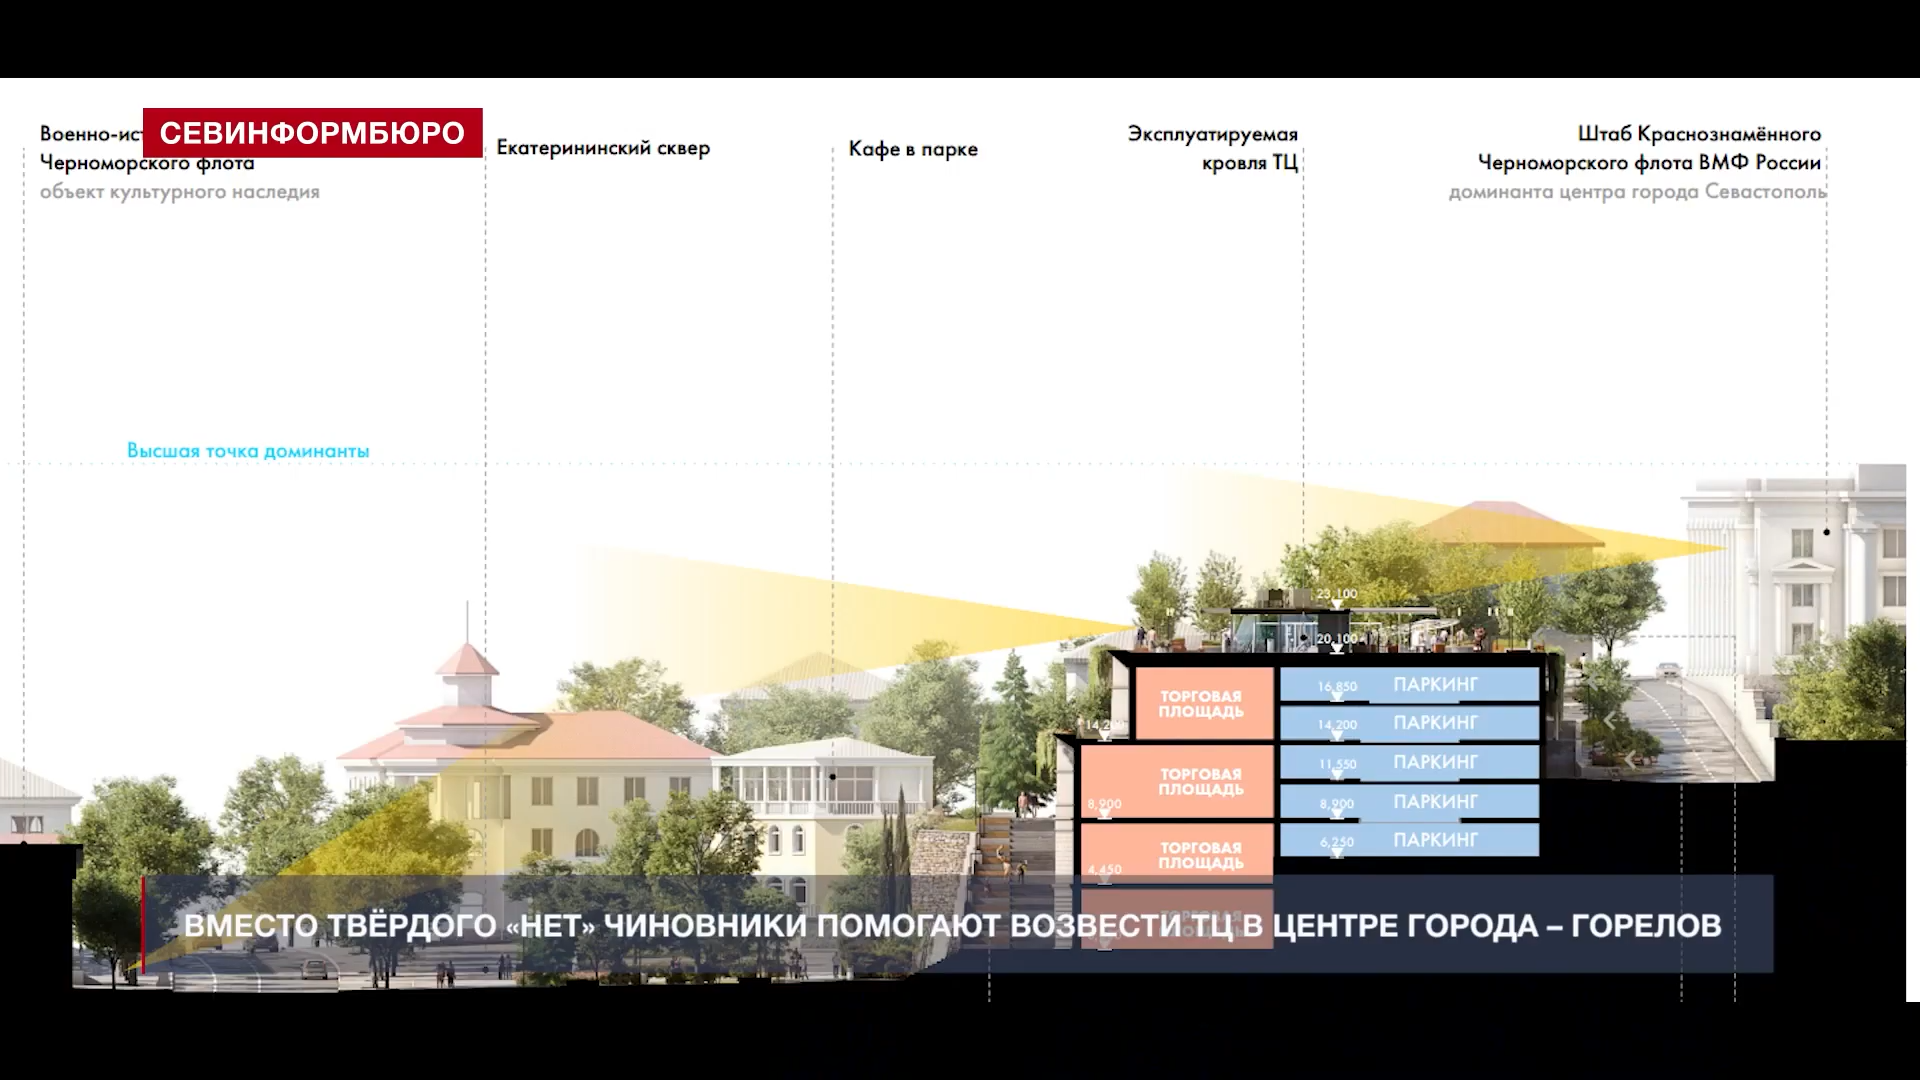 СЕВИНФОРМБЮРО
Черноморского флота
объект культурного наследия
Екатерининский сквер
Кафе в парке
Эксплуатируемая
кровля ТЦ
Штаб Краснознамённого
Черноморского флота ВМФ России
доминанта центра города Севастополь
Высшая точка доминанты
23,100
20,100
ТОРГОВАЯ
ПЛОЩАДЬ
16,850
ПАРКИНГ
14,200
14,200
ПАРКИНГ
ТОРГОВАЯ
ПЛОЩАДЬ
11,550
ПАРКИНГ
8,900
8,900
ПАРКИНГ
ТОРГОВАЯ
ПЛОЩАДЬ
6,250
ПАРКИНГ
4,450
ВМЕСТО ТВЁРДОГО «НЕТ» ЧИНОВНИКИ ПОМОГАЮТ ВОЗВЕСТИ ТЦ В ЦЕНТРЕ ГОРОДА – ГОРЕЛОВ